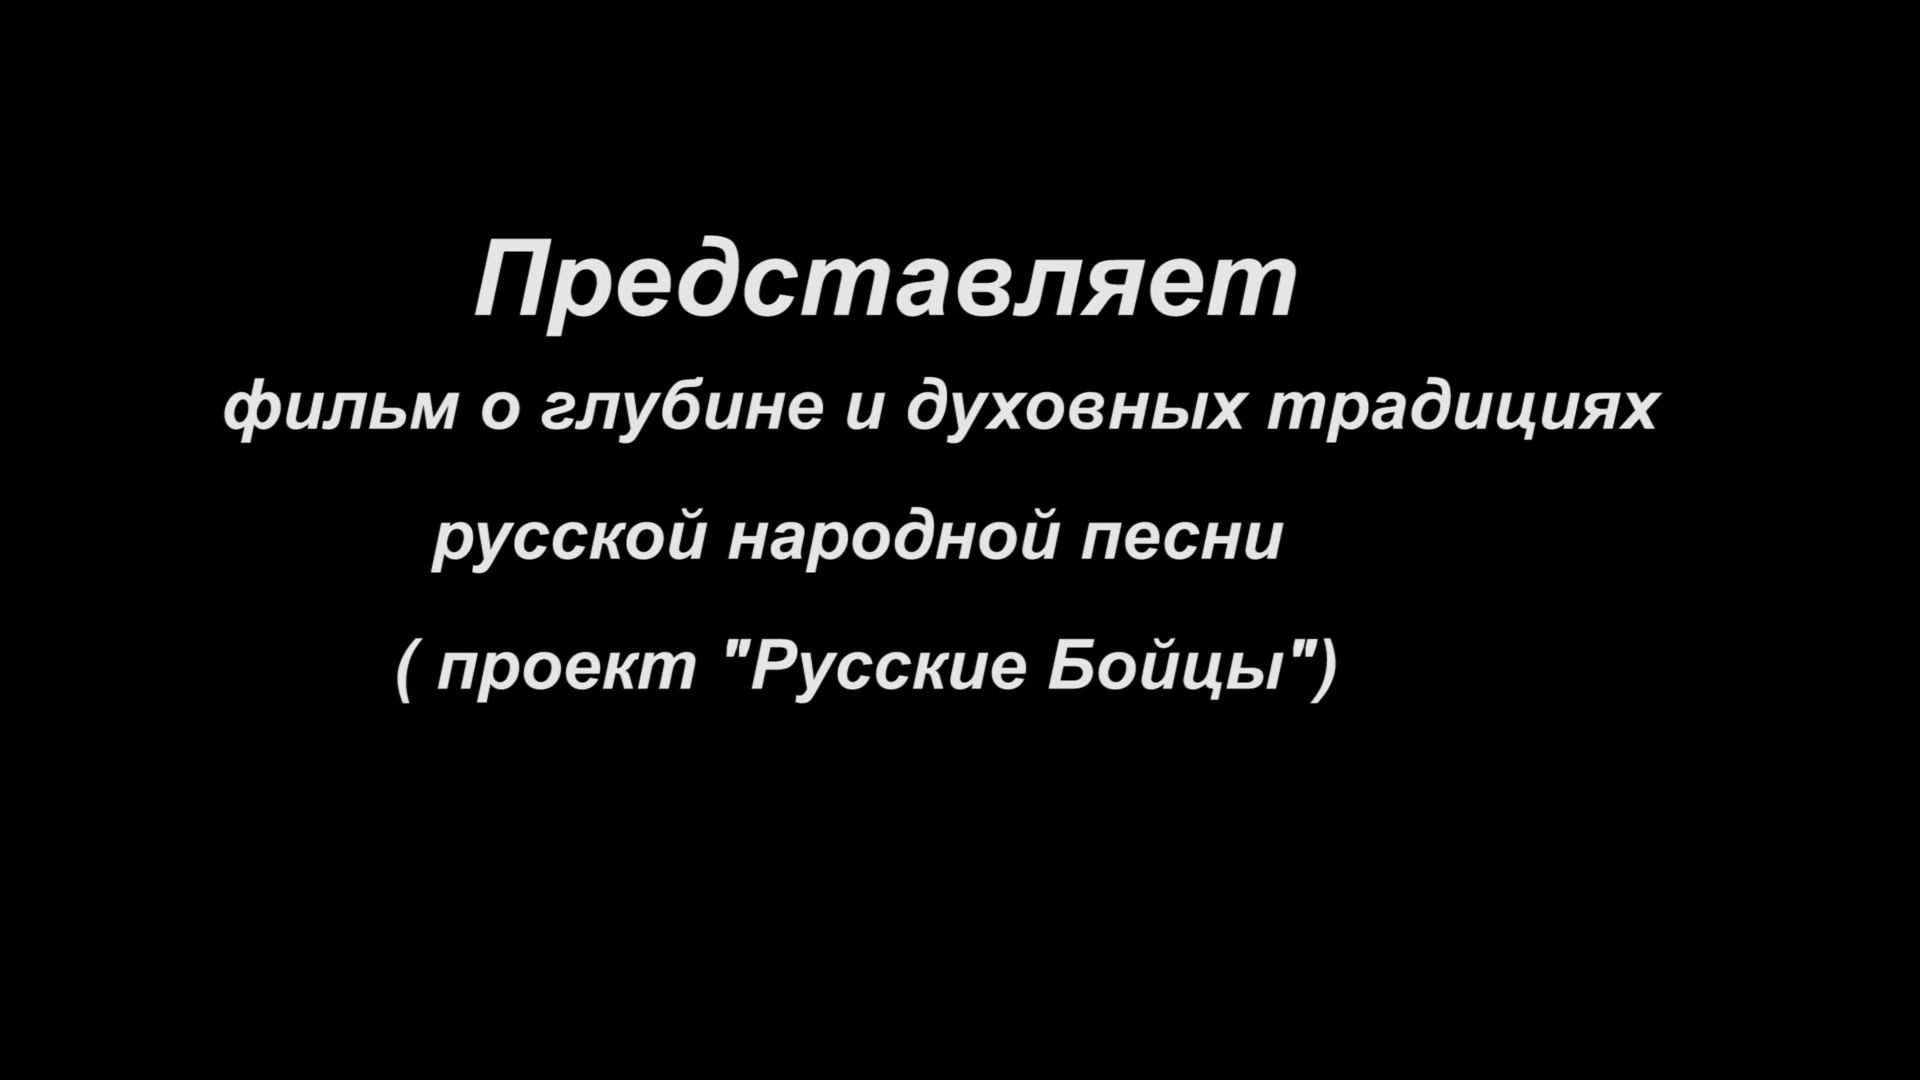 Представляет
фильм о глубине и духовных традициях
русской народной песни
( проект "Русские Бойцы")